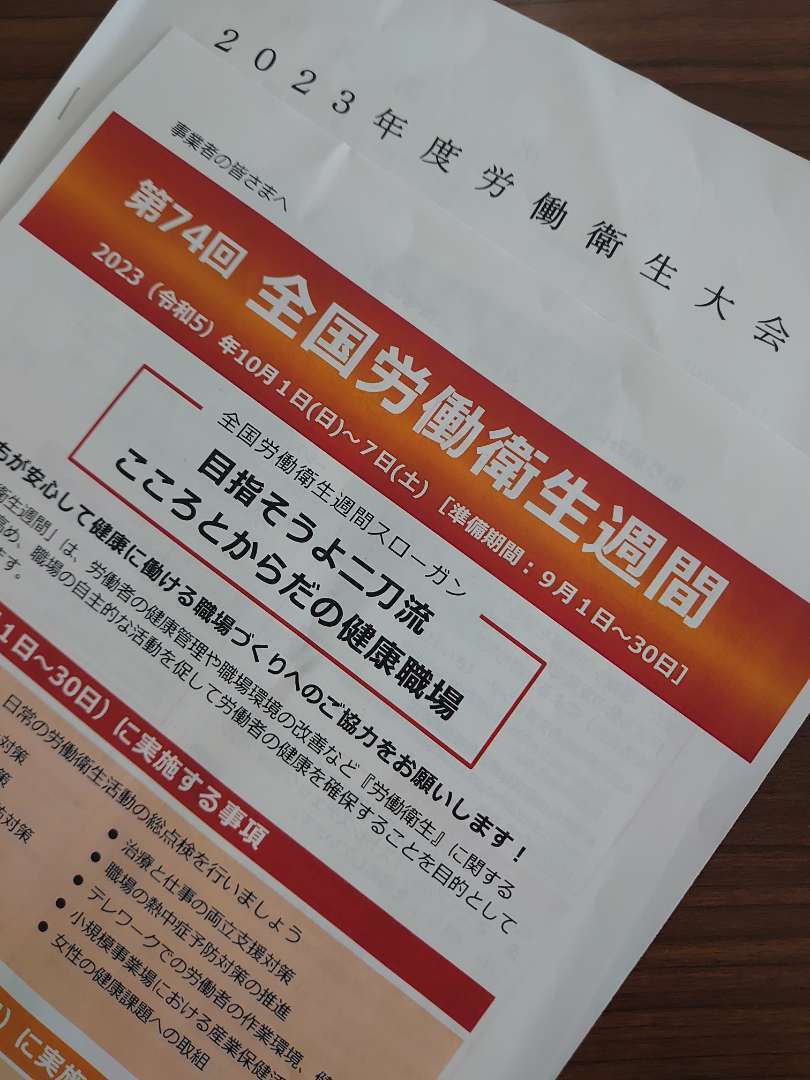 2023年度労働衛生大会
事業者の皆さまへ
第74回 全国労働衛生週間
2023(令和5)年10月1日(日)~7日(土)[準備期間:9月1日~30日]
全国労働衛生週間スローガン
目指そうよ二刀流
こころとからだの健康職場
ちが安心して健康に働ける職場づくりへのご協力をお願いします!
衛生週間」は、労働者の健康管理や職場環境の改善など『労働衛生』に関する
高め、職場の自主的な活動を促して労働者の健康を確保することを目的として
ます。
1日~30日)に実施する事項
日常の労働衛生活動の総点検を行いましょう
対策
策
対策
● 治療と仕事の両立支援対策
● 職場の熱中症予防対策の推進
● テレワークでの労働者の作業環境、健
● 小規模事業場における産業保健活
● 女性の健康課題への取組
)に実施